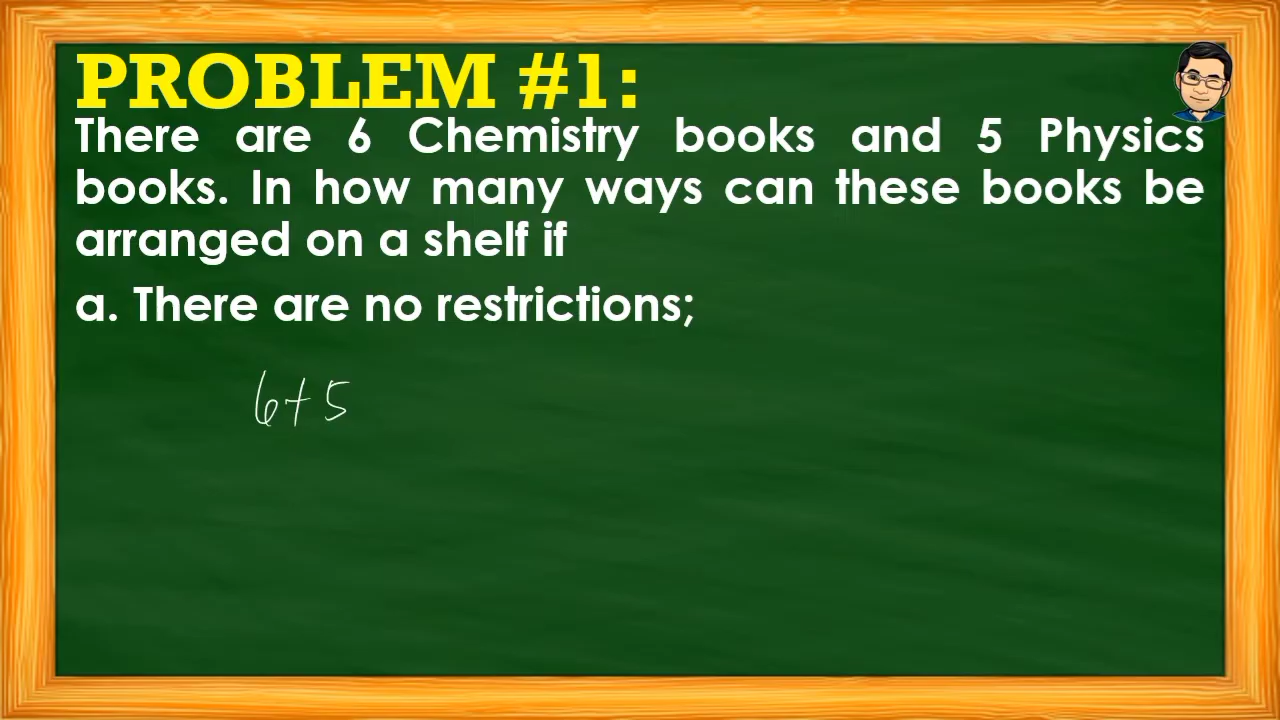 PROBLEM #1:
There are 6 Chemistry books and 5 Physics
books. In how many ways can these books be
arranged on a shelf if
a. There are no restrictions;
6+5